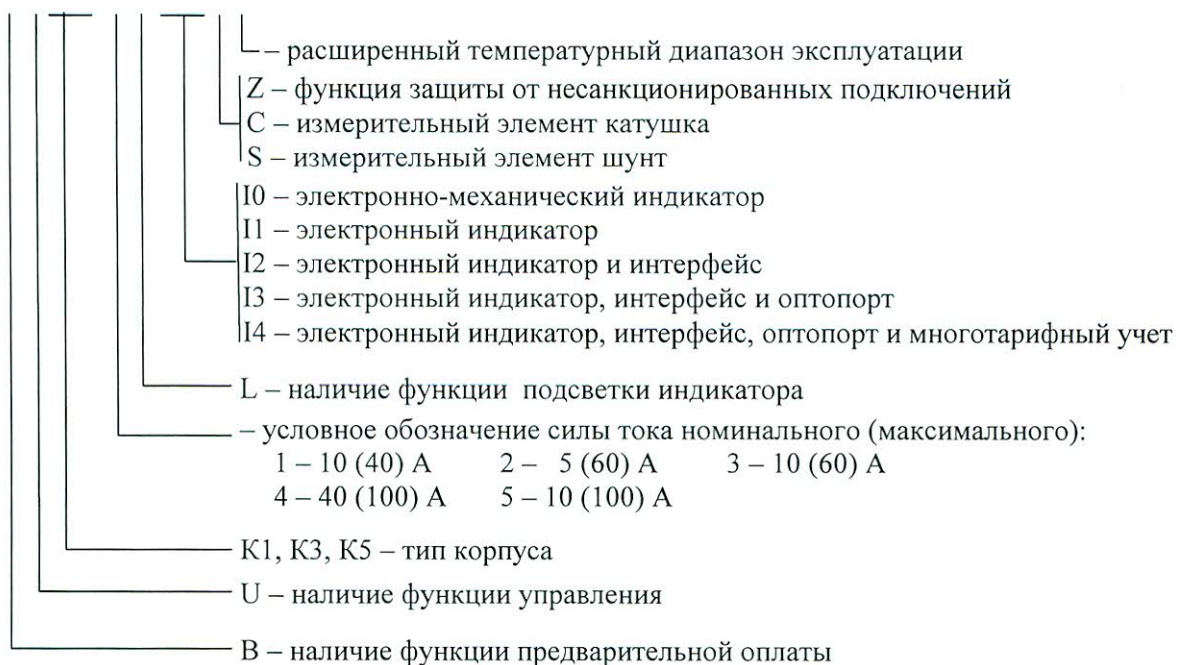 – расширенный температурный диапазон эксплуатации
Z – функция защиты от несанкционированных подключений
C – измерительный элемент катушка
S – измерительный элемент шунт
I0 – электронно-механический индикатор
I1 – электронный индикатор
I2 – электронный индикатор и интерфейс
I3 – электронный индикатор, интерфейс и оптопорт
I4 – электронный индикатор, интерфейс, оптопорт и многотарифный учет
L – наличие функции подсветки индикатора
– условное обозначение силы тока номинального (максимального):
1 – 10 (40) А 2 – 5 (60) А 3 – 10 (60) А
4 – 40 (100) А 5 – 10 (100) А
К1, К3, К5 – тип корпуса
U – наличие функции управления
B – наличие функции предварительной оплаты